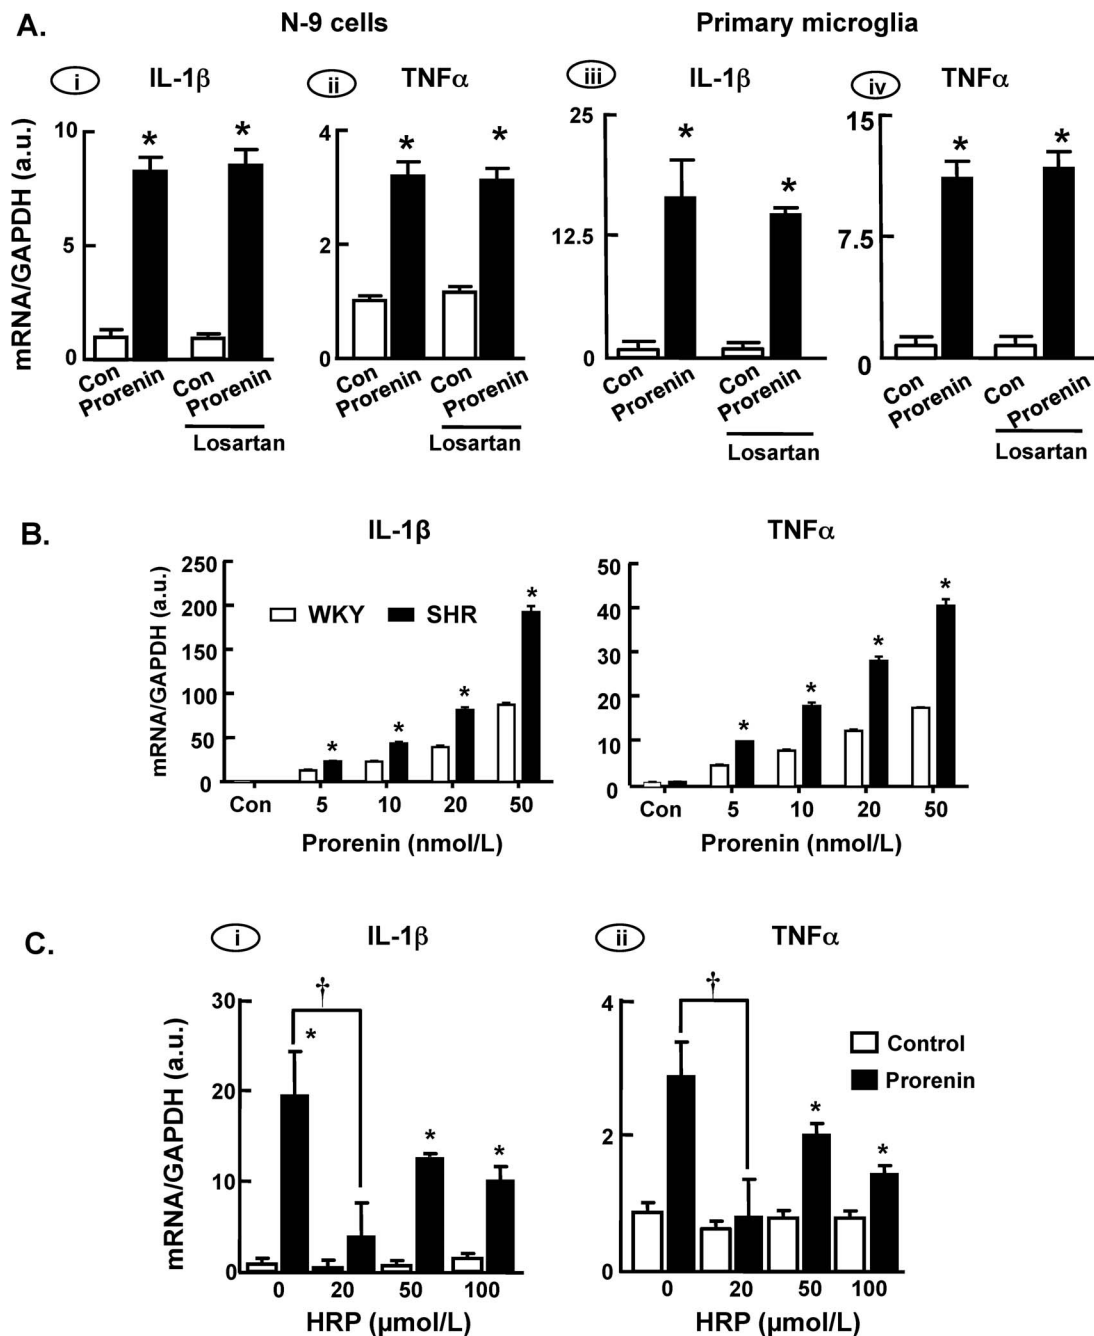 A.
N-9 cells
Primary microglia
i
IL-1β
ii
TNFα
iii
IL-1β
iv
TNFα
mRNA/GAPDH (a.u.)
10
5
0
*
*
Con
Prorenin
Con
Prorenin
Losartan
4
2
0
*
*
Con
Prorenin
Con
Prorenin
Losartan
25
12.5
0
*
*
Con
Prorenin
Con
Prorenin
Losartan
15
7.5
0
*
*
Con
Prorenin
Con
Prorenin
Losartan
B.
IL-1β
mRNA/GAPDH (a.u.)
250
200
150
100
50
0
WKY
SHR
*
*
*
*
Con
5
10
20
50
Prorenin (nmol/L)
TNFα
50
40
30
20
10
0
*
*
*
*
Con
5
10
20
50
Prorenin (nmol/L)
C.
i
IL-1β
mRNA/GAPDH (a.u.)
30
20
10
0
†
*
*
*
0
20
50
100
HRP (µmol/L)
ii
TNFα
4
2
0
†
*
*
Control
Prorenin
0
20
50
100
HRP (µmol/L)